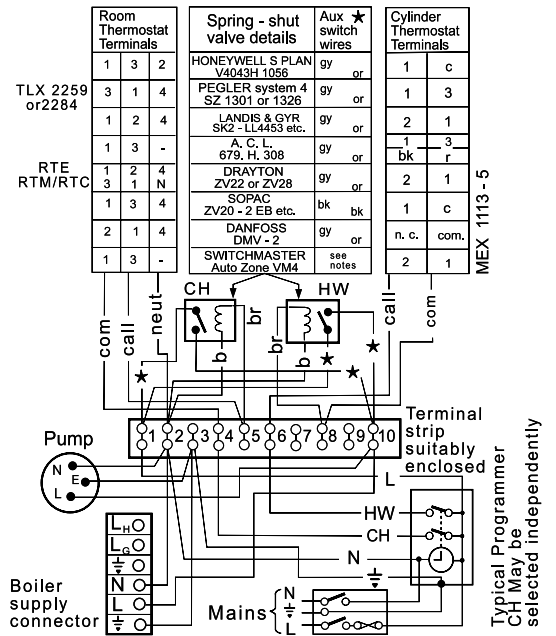 Room Thermostat Terminals
Spring - shut valve details
Aux ★ switch wires
Cylinder Thermostat Terminals
1 3 2 HONEYWELL S PLAN V4043H 1056 gy or 1 c
TLX 2259 or2284
3 1 4 PEGLER system 4 SZ 1301 or 1326 gy or 1 3
1 2 4 LANDIS & GYR SK2 - LL4453 etc. gy or 2 1
1 3 - A. C. L. 679. H. 308 gy or 1 bk 3 r
RTE RTM/RTC
1 3 2 1 4 N DRAYTON ZV22 or ZV28 gy or 2 1
1 3 4 SOPAC ZV20 - 2 EB etc. bk bk 1 c
2 1 4 DANFOSS DMV - 2 gy or n. c. com.
1 3 - SWITCHMASTER Auto Zone VM4 see notes 2 1
MEX 1113 - 5
com
call
neut
CH
br
b
HW
br
b
call
com
★ ★ ★ ★
1 2 3 4 5 6 7 8 9 10
Terminal strip suitably enclosed
Pump
N
E
L
L
HW
CH
N
Typical Programmer
CH May be
selected independently
LH
LG
N
L
Boiler supply connector
Mains
N
L